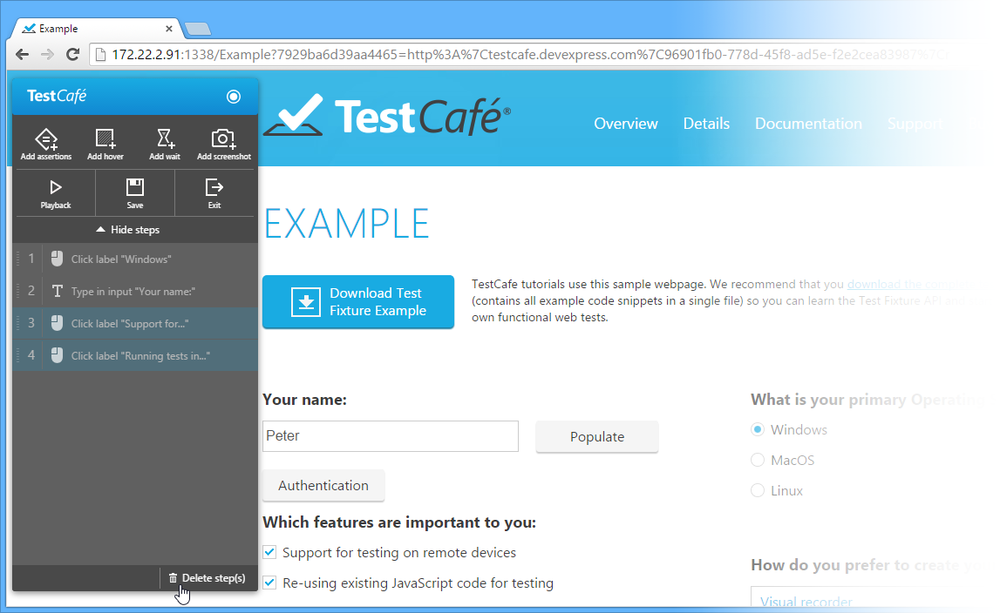 Example
172.22.2.91:1338/Example?7929ba6d39aa4465=http%3A%7Ctestcafe.devexpress.com%7C96901fb0-778d-45f8-ad5e-f2e2cea83987%7C
TestCafé
Add assertions Add hover Add wait Add screenshot
Playback Save Exit
Hide steps
1 Click label "Windows"
2 Type in input "Your name:"
3 Click label "Support for..."
4 Click label "Running tests in..."
Delete step(s)
TestCafé®
Overview Details Documentation Support
EXAMPLE
Download Test
Fixture Example
TestCafe tutorials use this sample webpage. We recommend that you download the
(contains all example code snippets in a single file) so you can learn the Test Fixture API and
own functional web tests.
Your name:
Peter
Populate
Authentication
Which features are important to you:
Support for testing on remote devices
Re-using existing JavaScript code for testing
What is your primary Operating
Windows
MacOS
Linux
How do you prefer to create
Visual recorder